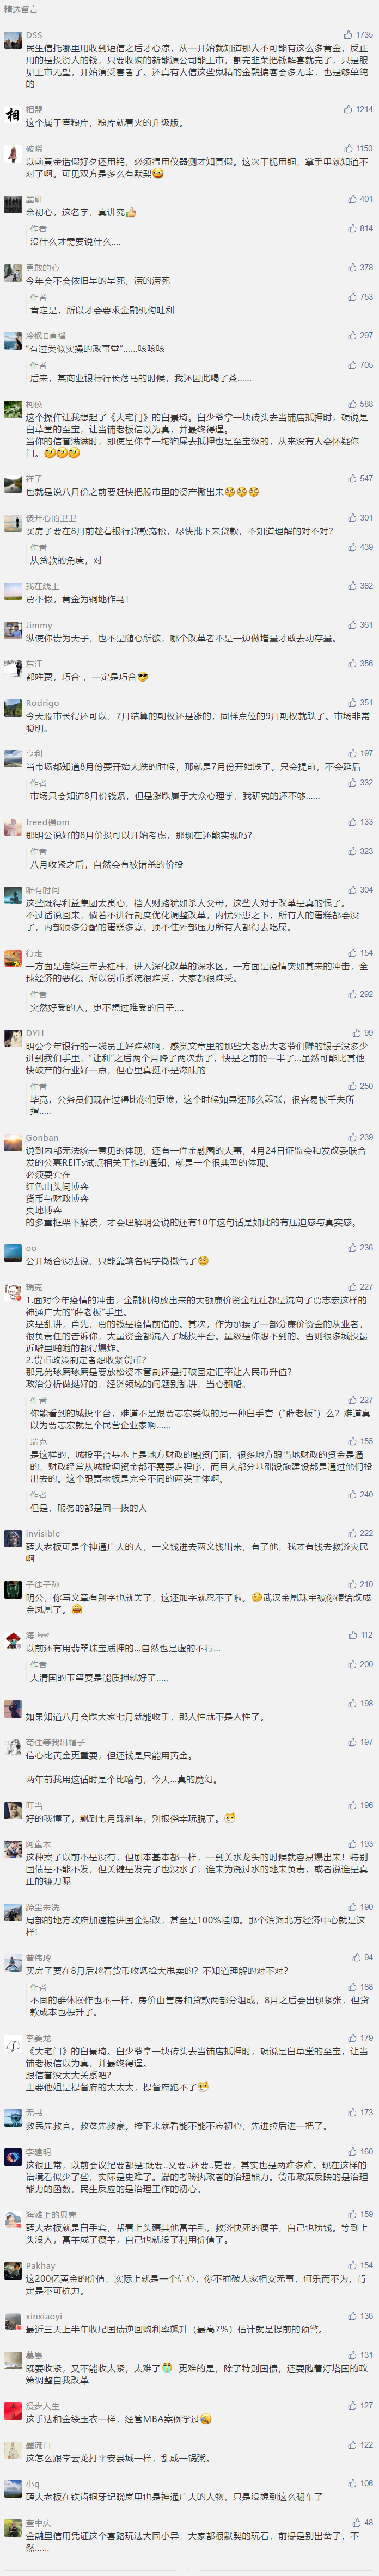 精选留言
DSS 1735
民生信托哪里用收到短信之后才心凉，从一开始就知道那人不可能有这么多黄金，反正
用的是投资人的钱，只要收购的新能源公司能上市，割完韭菜把钱解套就完了，只是眼
见上市无望，开始演受害者了。还真有人信这些鬼精的金融掮客会多无辜，也是够单纯
的
相盟 1214
这个属于查粮库，粮库就着火的升级版。
破晓 1150
以前黄金造假好歹还用钨，必须得用仪器测才知真假。这次干脆用铜，拿手里就知道不
对了啊。可见双方是多么有默契
墨研 401
余初心，这名字，真讲究
作者 814
没什么才需要说什么....
勇敢的心 378
今年会不会依旧旱的旱死，涝的涝死
作者 753
肯定是，所以才会要求金融机构吐利
冷枫 直播 297
“有过类似实操的政事堂”……咳咳咳
作者 705
后来，某商业银行行长落马的时候，我还因此喝了茶……
柯佼 588
这个操作让我想起了《大宅门》的白景琦。白少爷拿一块砖头去当铺店抵押时，硬说是
白草堂的至宝，让当铺老板信以为真，并最终得逞。
当你的信誉满满时，即使是你拿一坨狗屎去抵押也是至宝级的，从来没有人会怀疑你
门。
祥子 547
也就是说八月份之前要赶快把股市里的资产撤出来
傻开心的卫卫 301
买房子要在8月前趁着银行贷款宽松，尽快批下来贷款，不知道理解的对不对？
作者 439
从贷款的角度，对
我在线上 382
贾不假，黄金为铜地作马！
Jimmy 361
纵使你贵为天子，也不是随心所欲，哪个改革者不是一边做增量才敢去动存量。
东江 356
都姓贾，巧合 ，一定是巧合
Rodrigo 351
今天股市长得还可以，7月结算的期权还是涨的，同样点位的9月期权就跌了。市场非常
聪明。
亨利 197
当市场都知道8月份要开始大跌的时候，那就是7月份开始跌了。只会提前，不会延后
作者 332
市场只会知道8月份钱紧，但是涨跌属于大众心理学，我研究的还不够……
freed穗om 133
那明公说好的8月价投可以开始考虑，那现在还能实现吗？
作者 323
八月收紧之后，自然会有被错杀的价投
唯有时间 304
这些既得利益集团太贪心，挡人财路犹如杀人父母，这些人对于改革是真的恨了。
不过话说回来，倘若不进行制度优化调整改革，内忧外患之下，所有人的蛋糕都会没
了，内部顶多分配的蛋糕多寡，顶不住外部压力所有人都得去吃屎。
行走 154
一方面是连续三年去杠杆，进入深化改革的深水区，一方面是疫情突如其来的冲击，全
球经济的恶化。所以货币系统很难受，大家都很难受。
作者 292
突然好受的人，更不想过难受的日子....
DYH 99
明公今年银行的一线员工好难熬啊，感觉文章里的那些大老虎大老爷们赚的银子没多少
进到我们手里，“让利”之后两个月降了两次薪了，快是之前的一半了...虽然可能比其他
快破产的行业好一点，但心里真挺不是滋味的
作者 250
毕竟，公务员们现在过得比你们更惨，这个时候如果还那么嚣张，很容易被千夫所
指.....
Gonban 239
说到内部无法统一意见的体现，还有一件金融圈的大事，4月24日证监会和发改委联合
发的公募REITs试点相关工作的通知，就是一个很典型的体现。
必须要套在
红色山头间博弈
货币与财政博弈
央地博弈
的多重框架下解读，才会理解明公说的还有10年这句话是如此的有压迫感与真实感。
oo 236
公开场合没法说，只能靠笔名码字撒撒气了
瑞克 227
1.面对今年疫情的冲击，金融机构放出来的大额廉价资金往往都是流向了贾志宏这样的
神通广大的“薛老板”手里。
这是乱讲，首先，贾的钱是疫情前借的。其次，作为承接了一部分廉价资金的从业者，
很负责任的告诉你，大量资金都流入了城投平台。量级是你想不到的。否则很多城投最
近噼里啪啦的都得爆炸。
2.货币政策制定者想收紧货币？
那兄弟琢磨琢磨是要放松资本管制还是打破固定汇率让人民币升值？
政治分析做挺好的，经济领域的问题别乱讲，当心翻船。
作者 227
你能看到的城投平台，难道不是跟贾志宏类似的另一种白手套（“薛老板”）么？难道真
以为贾志宏就是个民营企业家啊……
瑞克 155
是这样的，城投平台基本上是地方财政的融资门面，很多地方跟当地财政的资金是通
的，财政经常从城投调资金都不需要走程序，而且大部分基础设施建设都是通过他们投
出去的。这个跟贾老板是完全不同的两类主体啊。
作者 240
但是，服务的都是同一拨的人
invisible 222
薛大老板可是个神通广大的人，一文钱进去两文钱出来，有了他，我才有钱去救济灾民
啊
子徒子孙 210
明公，你写文章有别字也就罢了，这还加字就忍不了啦。武汉金凰珠宝被你硬给改成
金凤凰了。
海 112
以前还有用翡翠珠宝质押的...自然也是虚的不行...
作者 200
大清国的玉玺要是能质押就好了.....
198
如果知道八月会跌大家七月就能收手，那人性就不是人性了。
苟住等我出帽子 197
信心比黄金更重要，但还钱是只能用黄金。
两年前我用这话时是个比喻句，今天...真的魔幻。
叮当 196
好的我懂了，飘到七月踩刹车，别报侥幸玩脱了。
阿童木 193
这种案子以前不是没有，但剧本基本都一样，一到关水龙头的时候就容易爆出来！特别
国债是不能不发，但关键是发完了也没水了，谁来为浇过水的地来负责，或者说谁是真
正的镰刀呢
蹄尘未洗 190
局部的地方政府加速推进国企混改，甚至是100%挂牌。那个滨海北方经济中心就是这
样！
曾伟玲 94
买房子要在8月后趁着货币收紧捡大甩卖的？不知道理解的对不对？
作者 188
不同的群体操作也不一样，房价由售房和贷款两部分组成，8月之后会出现紧张，但贷
款成本也提升了。
李姜龙 179
《大宅门》的白景琦。白少爷拿一块砖头去当铺店抵押时，硬说是白草堂的至宝，让当
铺老板信以为真，并最终得逞。
跟信誉没太大关系吧？
主要他姐是提督府的大太太，提督府跑不了
无书 173
救民先救官，救贫先救豪。接下来就看能不能不忘初心，先进拉后进一把了。
李建明 160
这很正常，以前会议纪要都是:既要..又要..还要..更要，其实也是两难多难。现在这样的
语境看似少了些，实际是更难了。端的考验执政者的治理能力。货币政策反映的是治理
能力的函数，民生反应的是治理工作的初心。
海滩上的贝壳 159
薛大老板就是白手套，帮着上头薅其他富羊毛，救济快死的瘦羊，自己也捞钱。等到上
头没人，富羊成了瘦羊，自己也就没了利用价值了。
Pakhay 154
这200亿黄金的价值，实际上就是一个信心，你不捅破大家相安无事，何乐而不为，肯
定是不可抗力。
xinxiaoyi 136
最近三天上半年收尾国债逆回购利率飙升（最高7%）估计就是提前的预警。
慕愚 131
既要收紧，又不能收太紧，太难了 更难的是，除了特别国债，还要随着灯塔国的政
策调整自我改革
漫步人生 127
这手法和金缕玉衣一样，经管MBA案例学过
墨流白 122
这怎么跟李云龙打平安县城一样，乱成一锅粥。
小q 106
薛大老板在铁齿铜牙纪晓岚里也是神通广大的人物，只是没想到这么翻车了
查中庆 48
金融里信用凭证这个套路玩法大同小异，大家都很默契的玩着，前提是别出岔子，不
然……